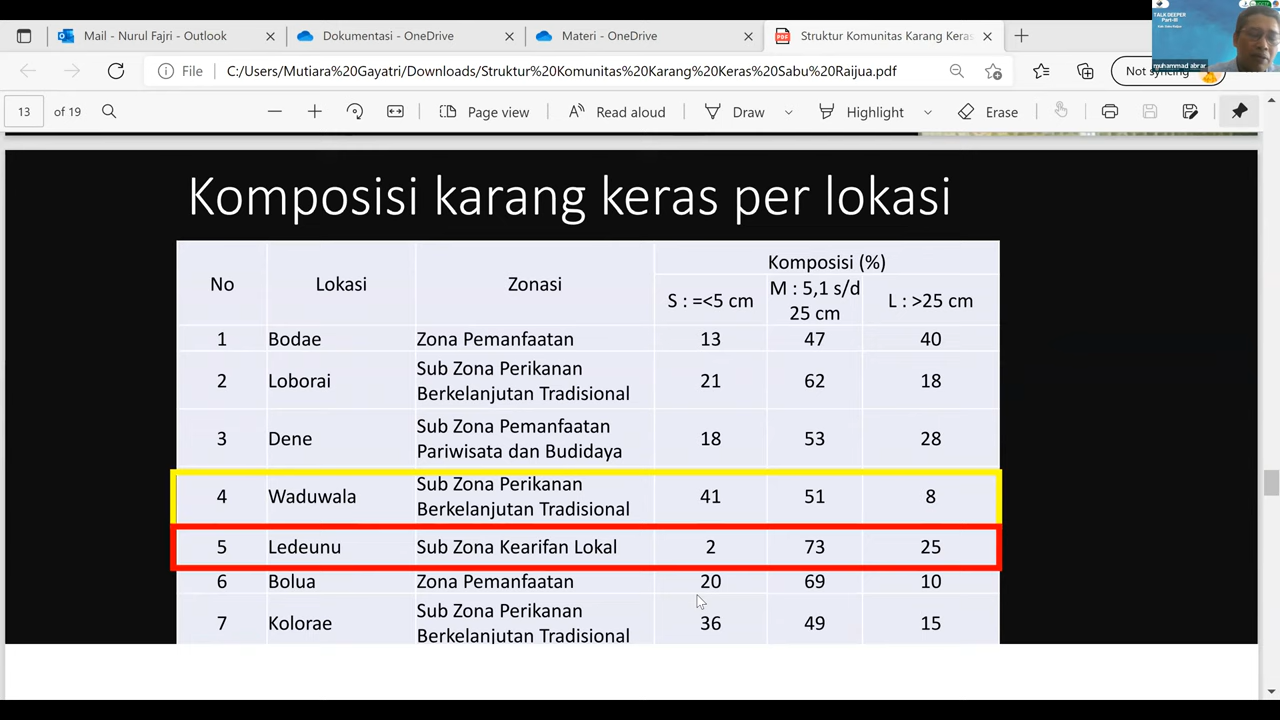 Mail - Nurul Fajri - Outlook
Dokumentasi - OneDrive
Materi - OneDrive
Struktur Komunitas Karang Keras
TALK DEEPER
Part-III
muhammad abrar
File
C:/Users/Mutiara%20Gayatri/Downloads/Struktur%20Komunitas%20Karang%20Keras%20Sabu%20Raijua.pdf
Not syncing
13 of 19
Page view
Read aloud
Draw
Highlight
Erase
Komposisi karang keras per lokasi
No Lokasi Zonasi Komposisi (%)
S : =<5 cm M : 5,1 s/d 25 cm L : >25 cm
1 Bodae Zona Pemanfaatan 13 47 40
2 Loborai Sub Zona Perikanan Berkelanjutan Tradisional 21 62 18
3 Dene Sub Zona Pemanfaatan Pariwisata dan Budidaya 18 53 28
4 Waduwala Sub Zona Perikanan Berkelanjutan Tradisional 41 51 8
5 Ledeunu Sub Zona Kearifan Lokal 2 73 25
6 Bolua Zona Pemanfaatan 20 69 10
7 Kolorae Sub Zona Perikanan Berkelanjutan Tradisional 36 49 15